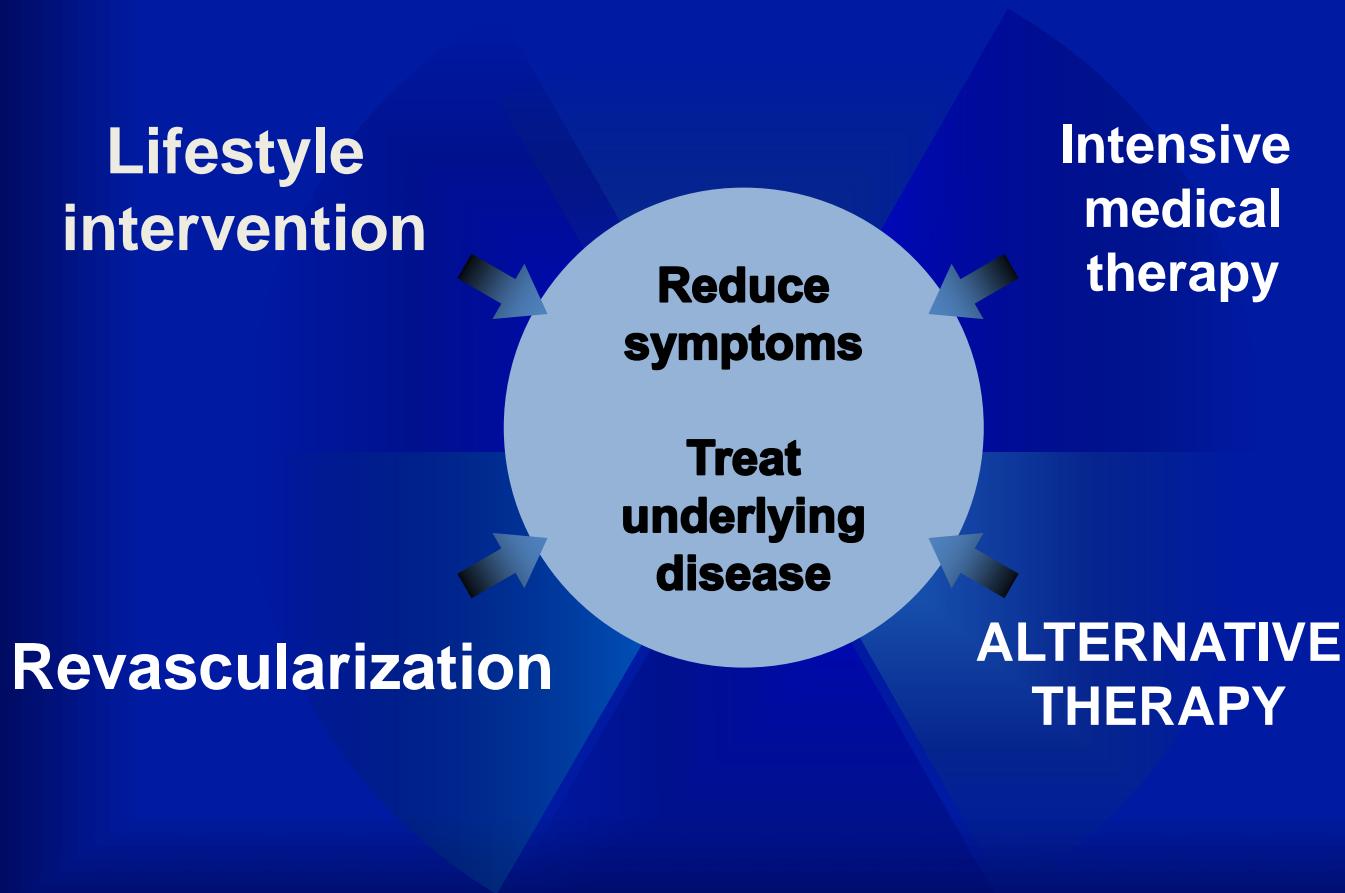 Lifestyle
intervention
Intensive
medical
therapy
Reduce
symptoms
Treat
underlying
disease
Revascularization
ALTERNATIVE
THERAPY